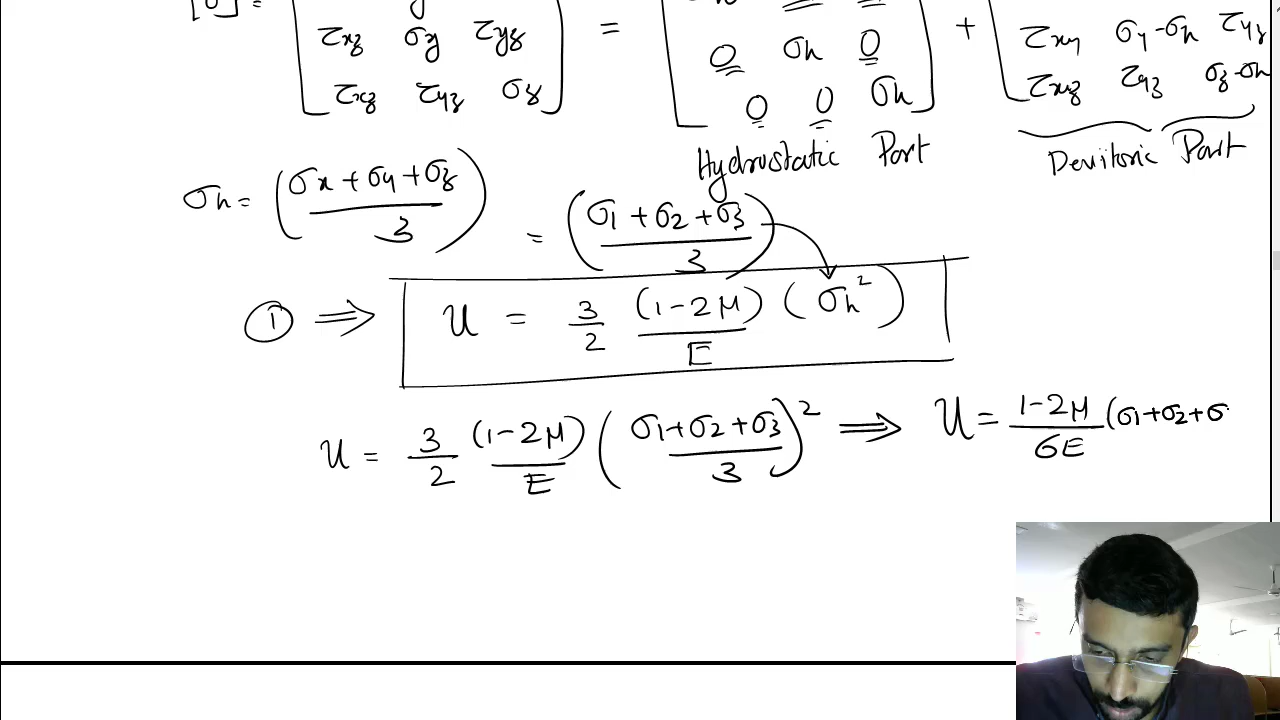 [σ] =
τxz σy τyz = 0 σh 0 + τxy σy-σh τyz
τxz τyz σz 0 0 σh τxz τyz σz-σh
Hydrostatic Part Devitoric Part
σh = (σx + σy + σz / 3) = (σ1 + σ2 + σ3 / 3)
① ⟹ U = 3/2 (1-2μ)/E (σh²)
U = 3/2 (1-2μ)/E (σ1+σ2+σ3 / 3)² ⟹ U = 1-2μ/6E (σ1+σ2+σ